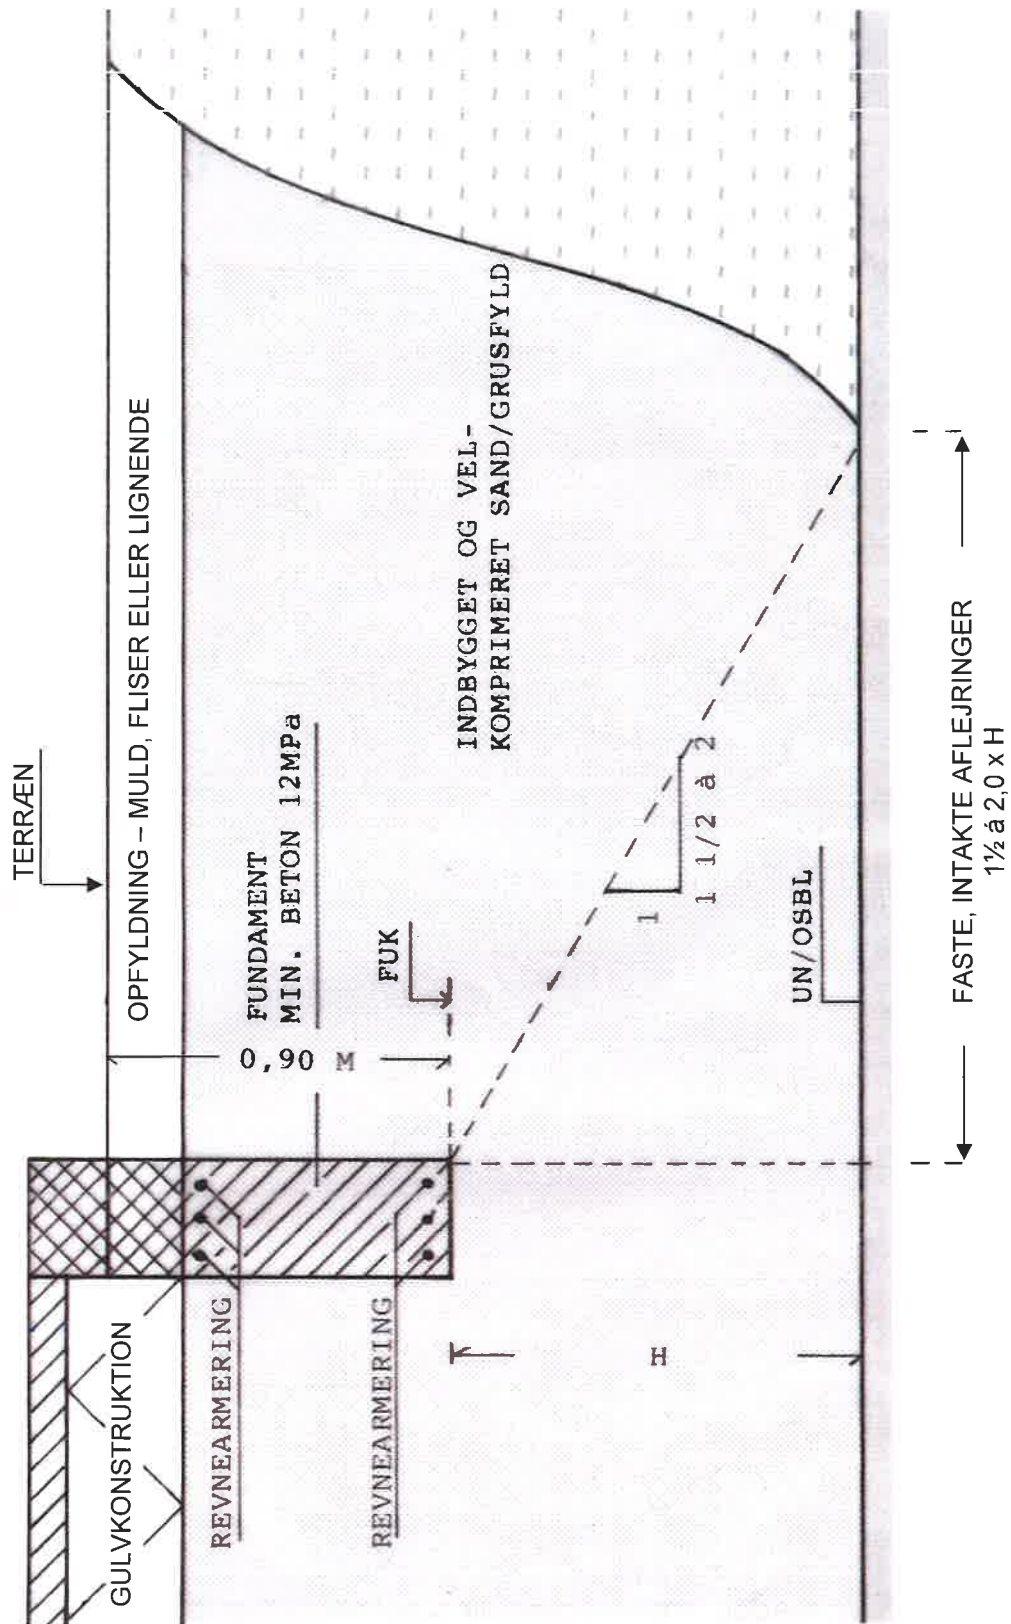 TERRÆN
OPFYLDNING – MULD, FLISER ELLER LIGNENDE
FUNDAMENT
MIN. BETON 12MPa
0,90 M
FUK
GULVKONSTRUKTION
REVNEARMERING
REVNEARMERING
INDBYGGET OG VEL-
KOMPRIMERET SAND/GRUSFYLD
1
1 1/2 à 2
H
UN/OSBL
FASTE, INTAKTE AFLEJRINGER
1½ à 2,0 x H